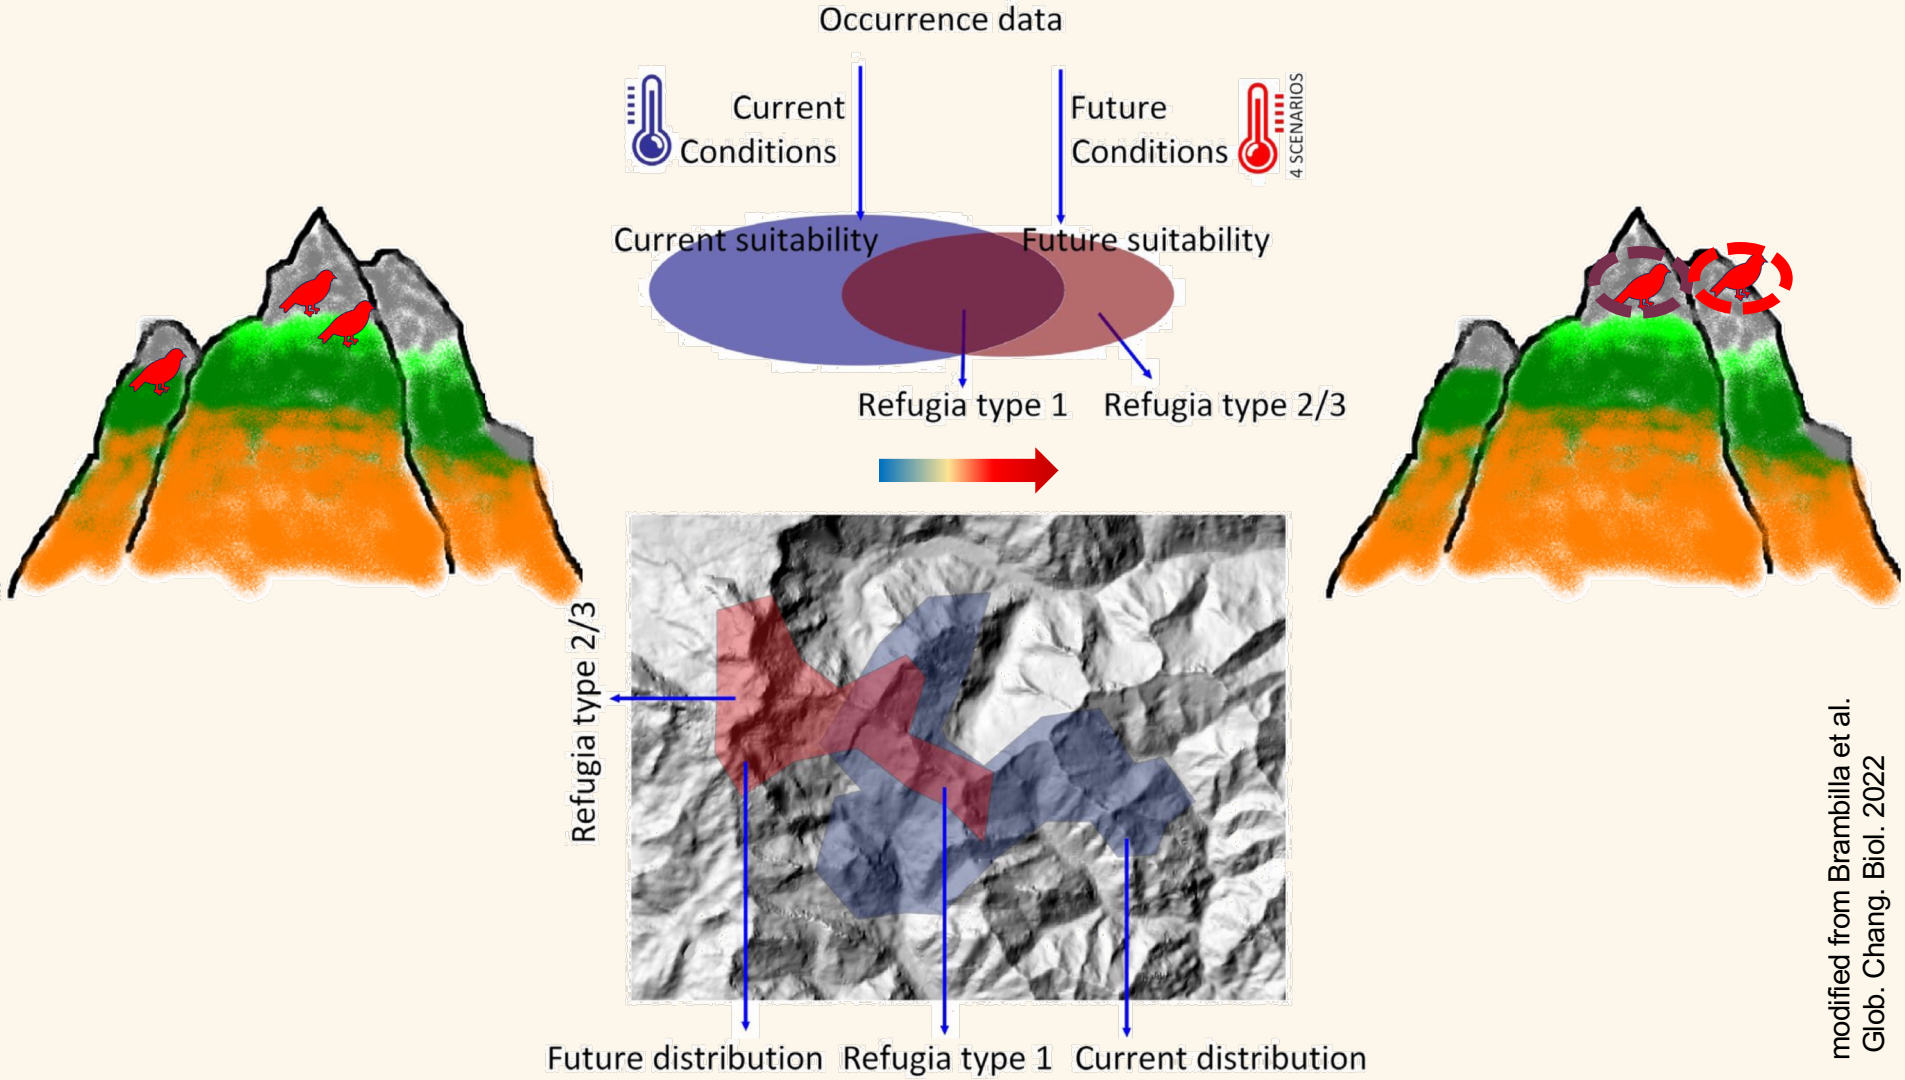 Occurrence data
Current
Conditions
Future
Conditions
4 SCENARIOS
Current suitability
Future suitability
Refugia type 1
Refugia type 2/3
Refugia type 2/3
Future distribution
Refugia type 1
Current distribution
modified from Brambilla et al.
Glob. Chang. Biol. 2022